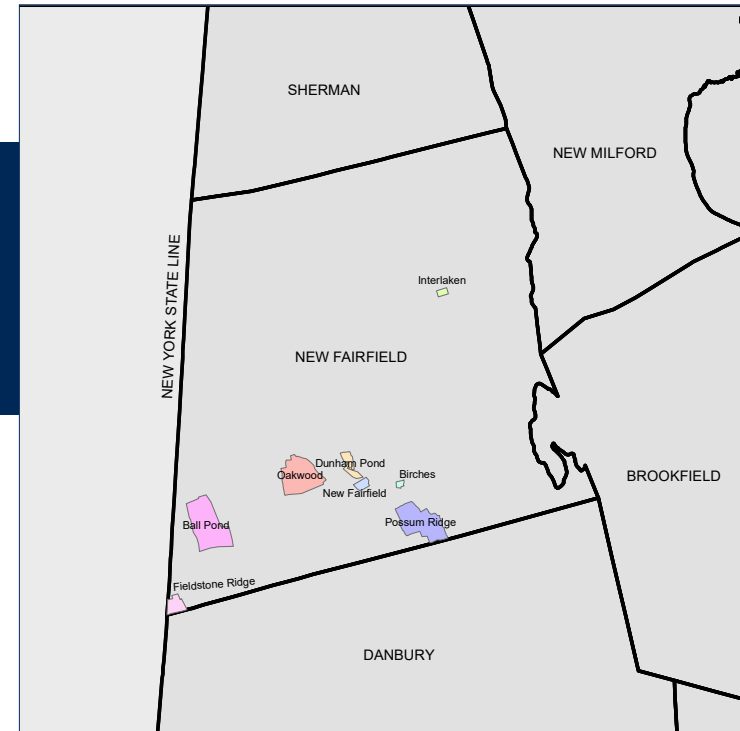 SHERMAN
NEW MILFORD
NEW YORK STATE LINE
Interlaken
NEW FAIRFIELD
Dunham Pond
Oakwood
Birches
New Fairfield
BROOKFIELD
Ball Pond
Possum Ridge
Fieldstone Ridge
DANBURY